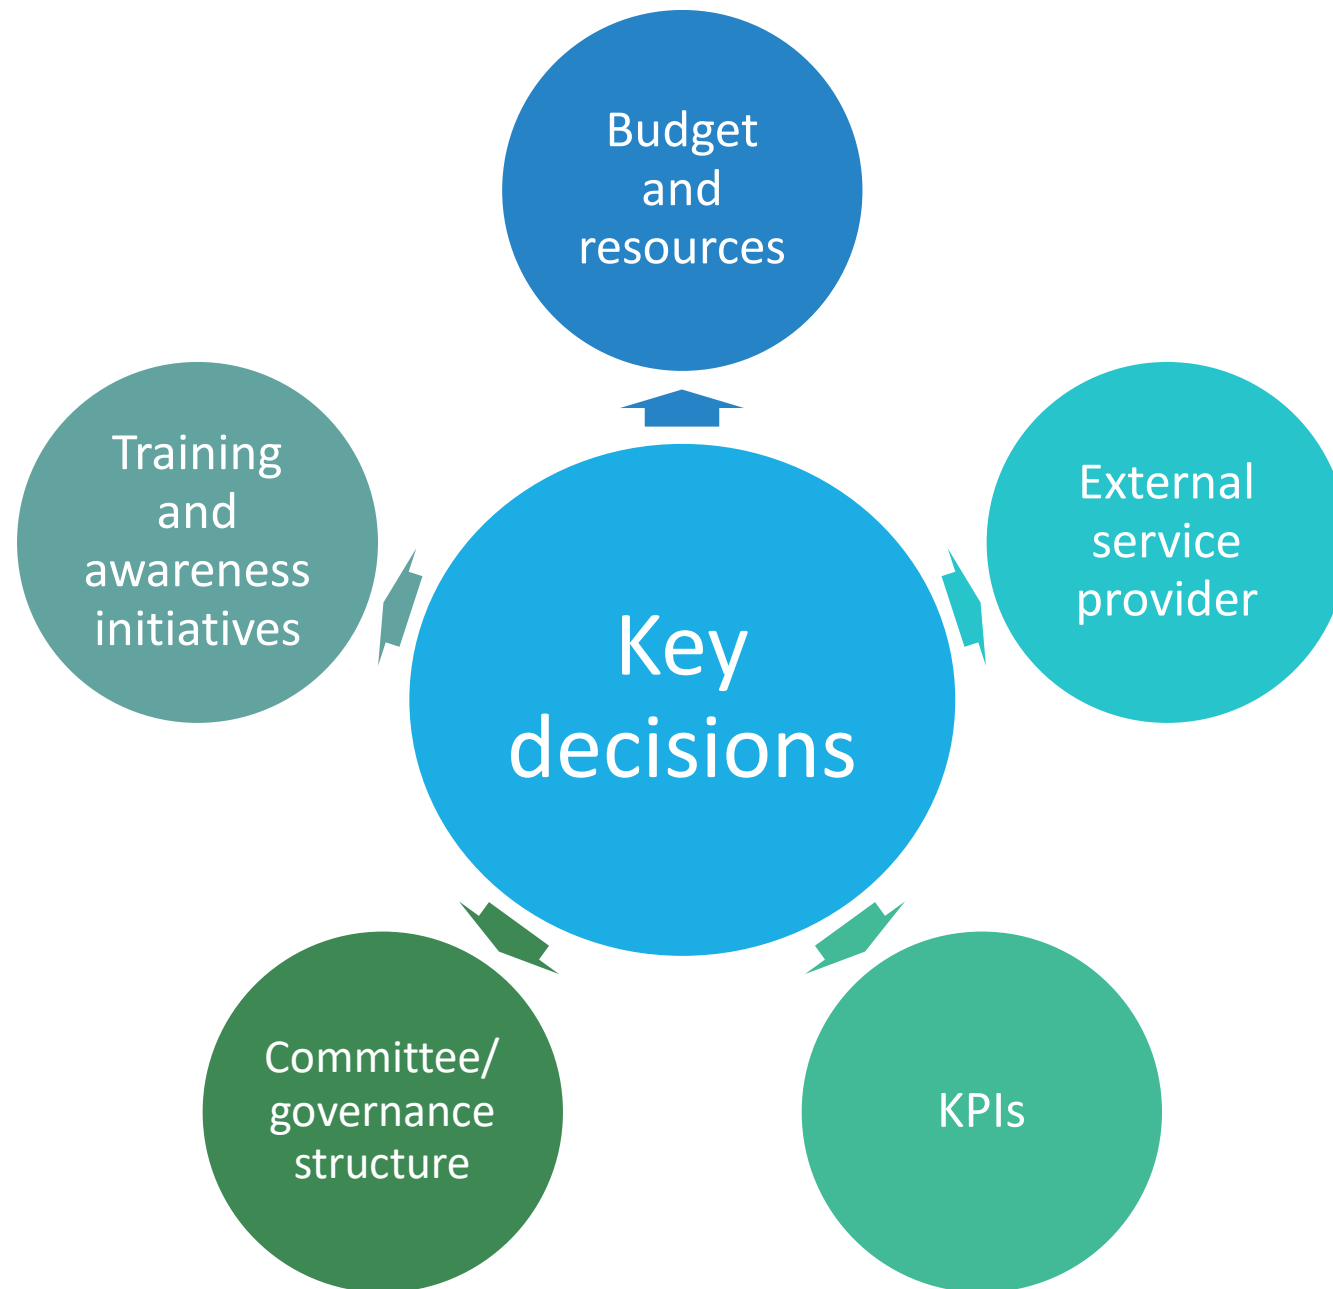 Budget
and
resources
Training
and
awareness
initiatives
External
service
provider
Key
decisions
Committee/
governance
structure
KPIs